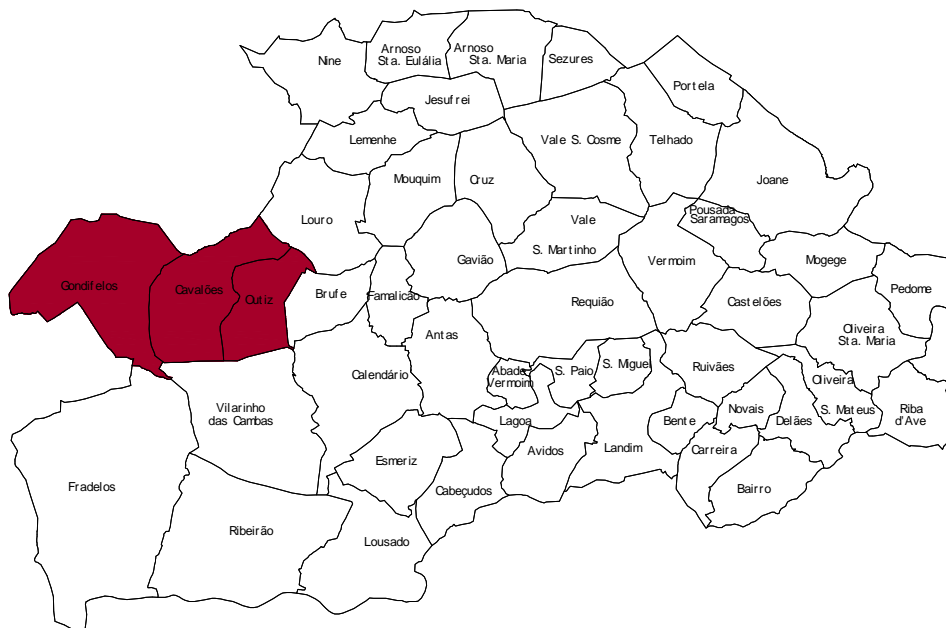 Nine
Arnoso
Sta. Eulália
Arnoso
Sta. Maria
Sezures
Portela
Jesufrei
Lemenhe
Vale S. Cosme
Telhado
Mouquim
Cruz
Joane
Louro
Vale
S. Martinho
Pousada
Saramagos
Gavião
Vermoim
Mogege
Gondifelos
Cavalões
Outiz
Brufe
Famalicão
Requião
Castelões
Pedome
Antas
Oliveira
Sta. Maria
Calendário
Abade
Vermoim
S. Paio
S. Miguel
Ruivães
Oliveira
S. Mateus
Riba
d'Ave
Vilarinho
das Cambas
Lagoa
Bente
Novais
Delães
Esmeriz
Avidos
Landim
Carreira
Fradelos
Cabeçudos
Bairro
Ribeirão
Lousado